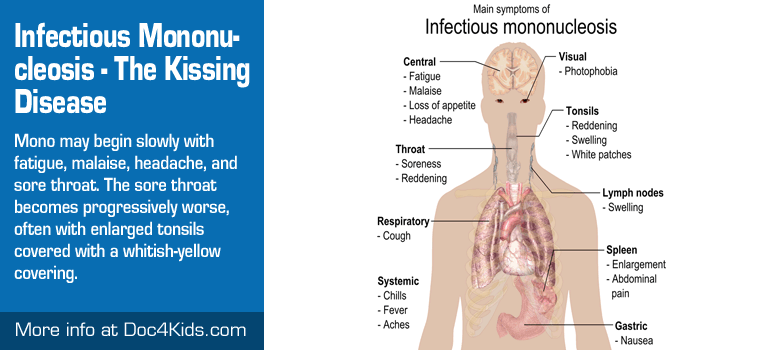 Infectious Mononu-
cleosis - The Kissing
Disease
Mono may begin slowly with
fatigue, malaise, headache, and
sore throat. The sore throat
becomes progressively worse,
often with enlarged tonsils
covered with a whitish-yellow
covering.
More info at Doc4Kids.com
Main symptoms of
Infectious mononucleosis
Central
- Fatigue
- Malaise
- Loss of appetite
- Headache
Visual
- Photophobia
Tonsils
- Reddening
- Swelling
- White patches
Throat
- Soreness
- Reddening
Lymph nodes
- Swelling
Respiratory
- Cough
Spleen
- Enlargement
- Abdominal
pain
Systemic
- Chills
- Fever
- Aches
Gastric
- Nausea